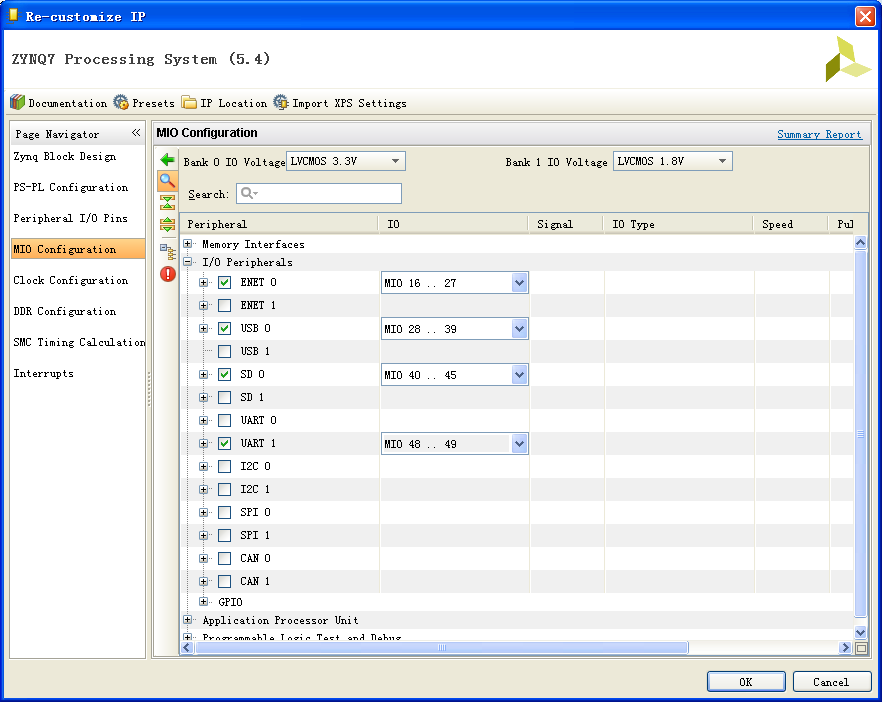 Re-customize IP
ZYNQ7 Processing System (5.4)
Documentation Presets IP Location Import XPS Settings
Page Navigator «
Zynq Block Design
PS-PL Configuration
Peripheral I/O Pins
MIO Configuration
Clock Configuration
DDR Configuration
SMC Timing Calculation
Interrupts
MIO Configuration
Summary Report
Bank 0 IO Voltage LVCMOS 3.3V Bank 1 IO Voltage LVCMOS 1.8V
Search:
Peripheral IO Signal IO Type Speed Pul
Memory Interfaces
I/O Peripherals
ENET 0 MIO 16 .. 27
ENET 1
USB 0 MIO 28 .. 39
USB 1
SD 0 MIO 40 .. 45
SD 1
UART 0
UART 1 MIO 48 .. 49
I2C 0
I2C 1
SPI 0
SPI 1
CAN 0
CAN 1
GPIO
Application Processor Unit
Programmable Logic Test and Debug
OK Cancel